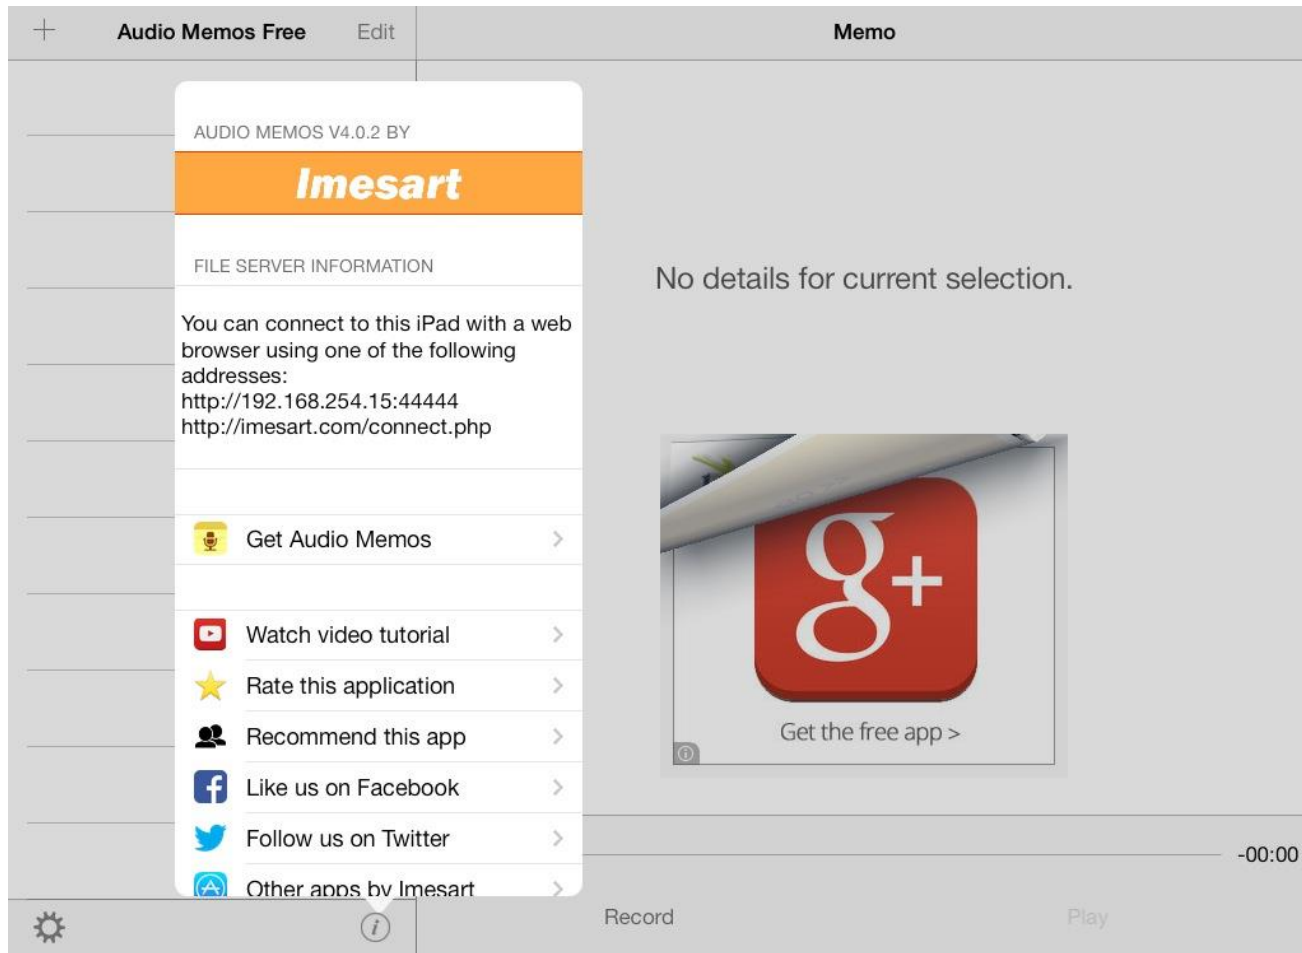 Audio Memos Free
Edit
Memo
AUDIO MEMOS V4.0.2 BY
Imesart
FILE SERVER INFORMATION
You can connect to this iPad with a web
browser using one of the following
addresses:
http://192.168.254.15:44444
http://imesart.com/connect.php
Get Audio Memos
Watch video tutorial
Rate this application
Recommend this app
Like us on Facebook
Follow us on Twitter
Other apps by Imesart
No details for current selection.
g+
Get the free app >
-00:00
Record
Play